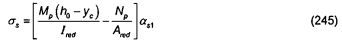 σ_s = [ M_p (h_0 - y_c) / I_red - N_p / A_red ] α_s1 (245)